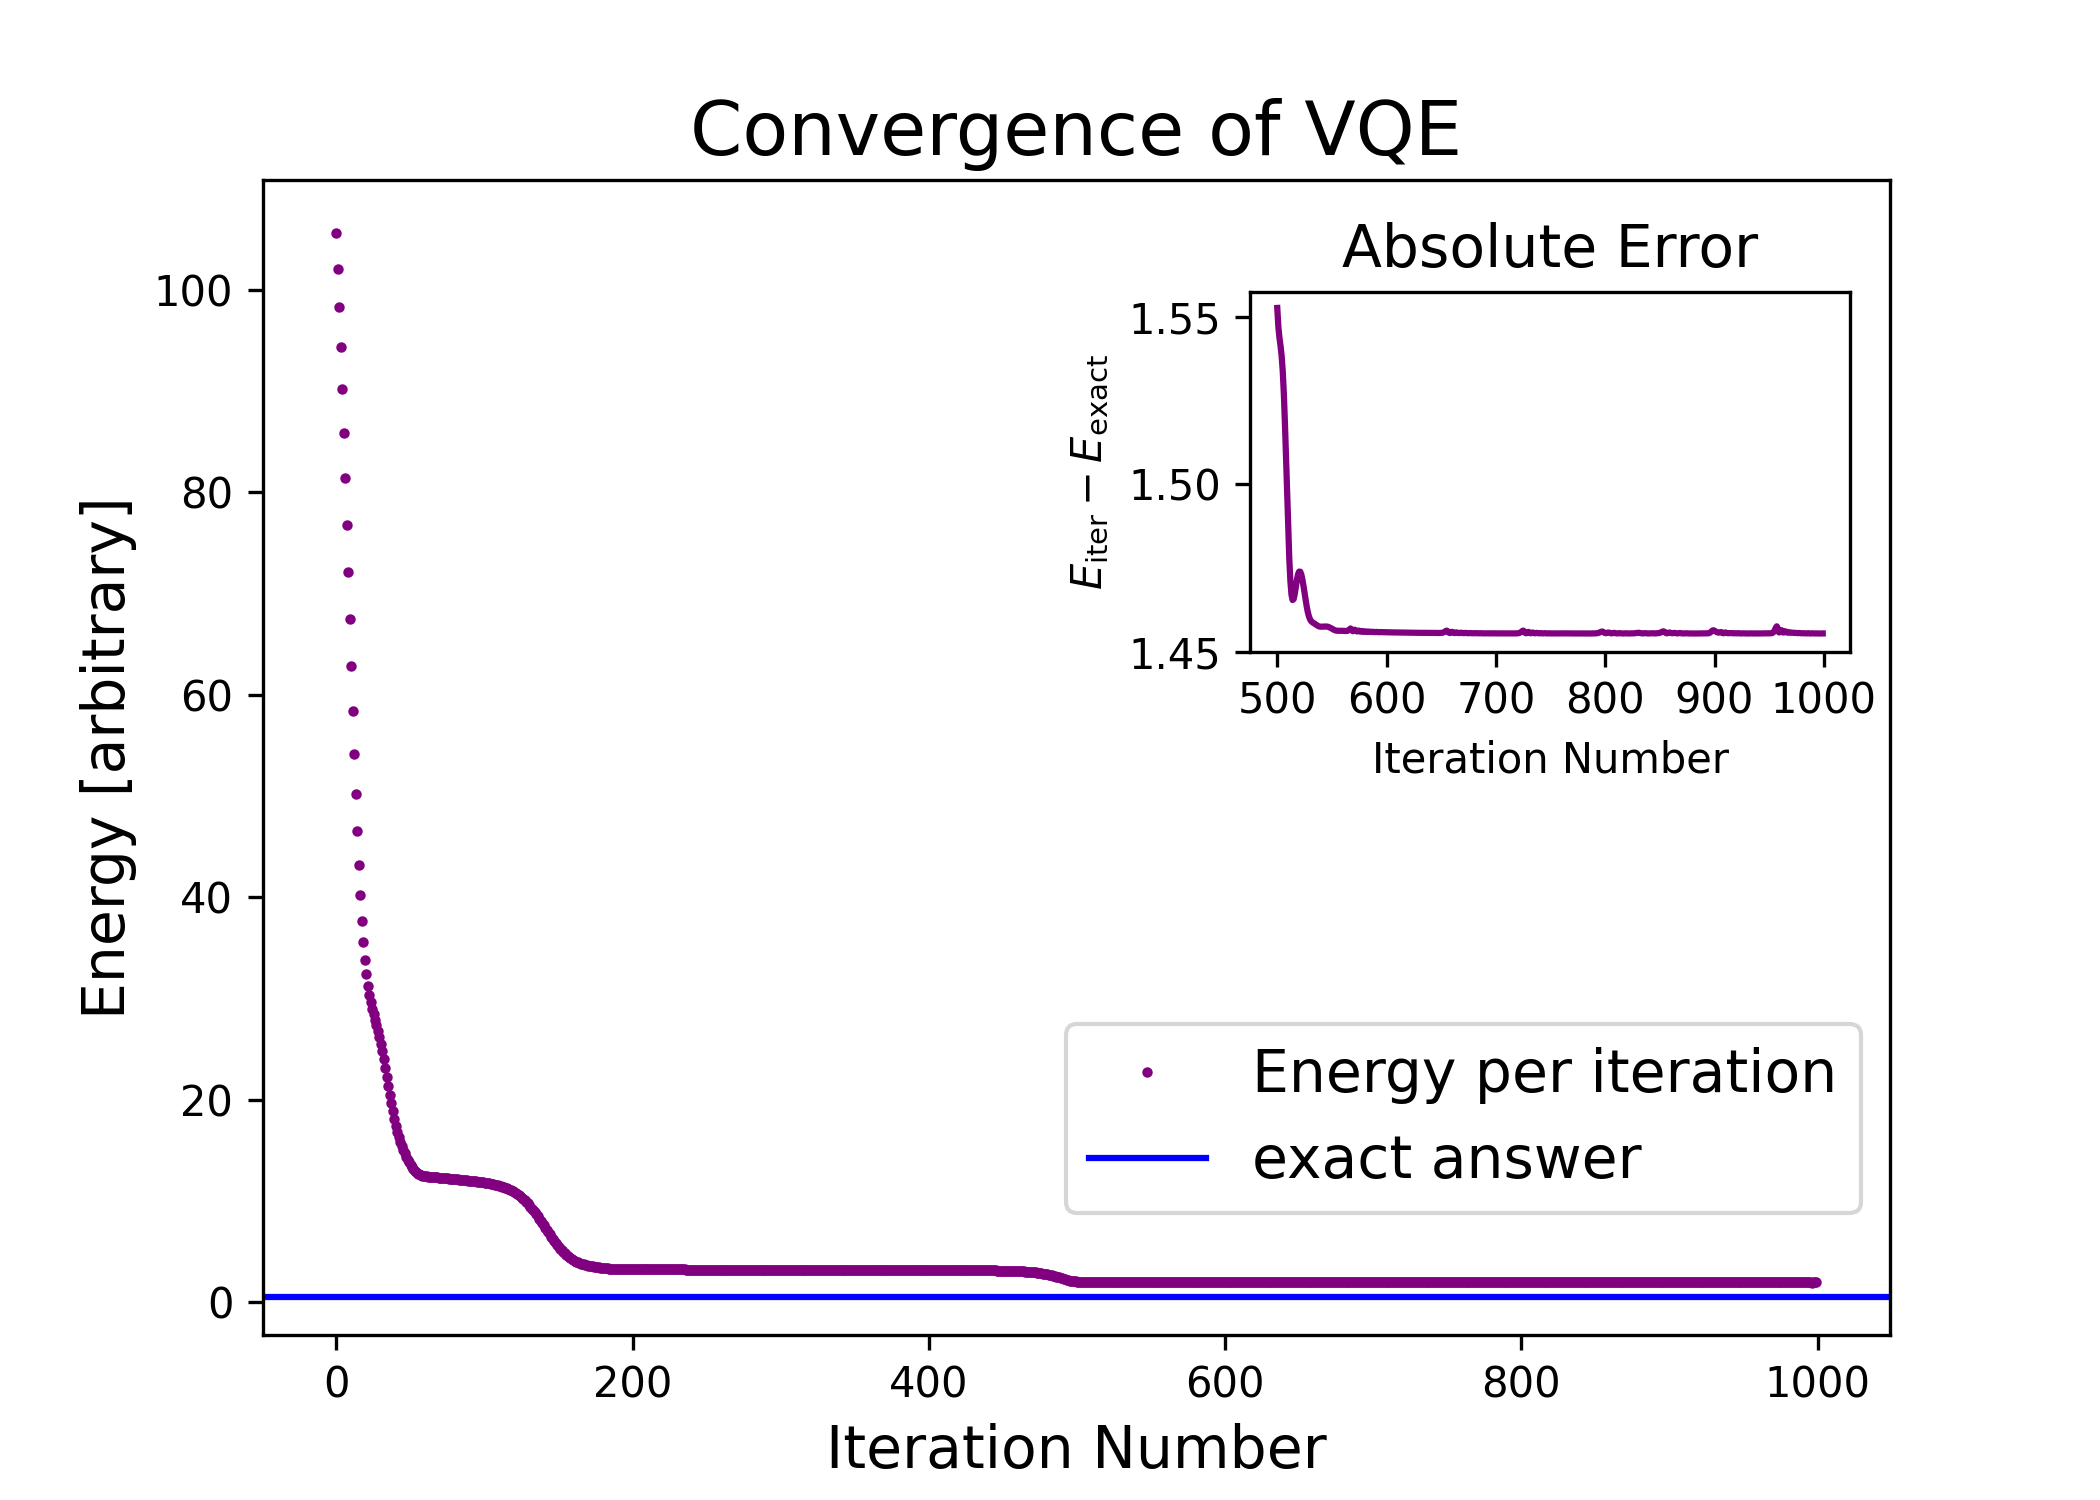 Convergence of VQE
Energy [arbitrary]
100
80
60
40
20
0
0 200 400 600 800 1000
Iteration Number
Absolute Error
E_iter − E_exact
1.55
1.50
1.45
500 600 700 800 900 1000
Iteration Number
Energy per iteration
exact answer